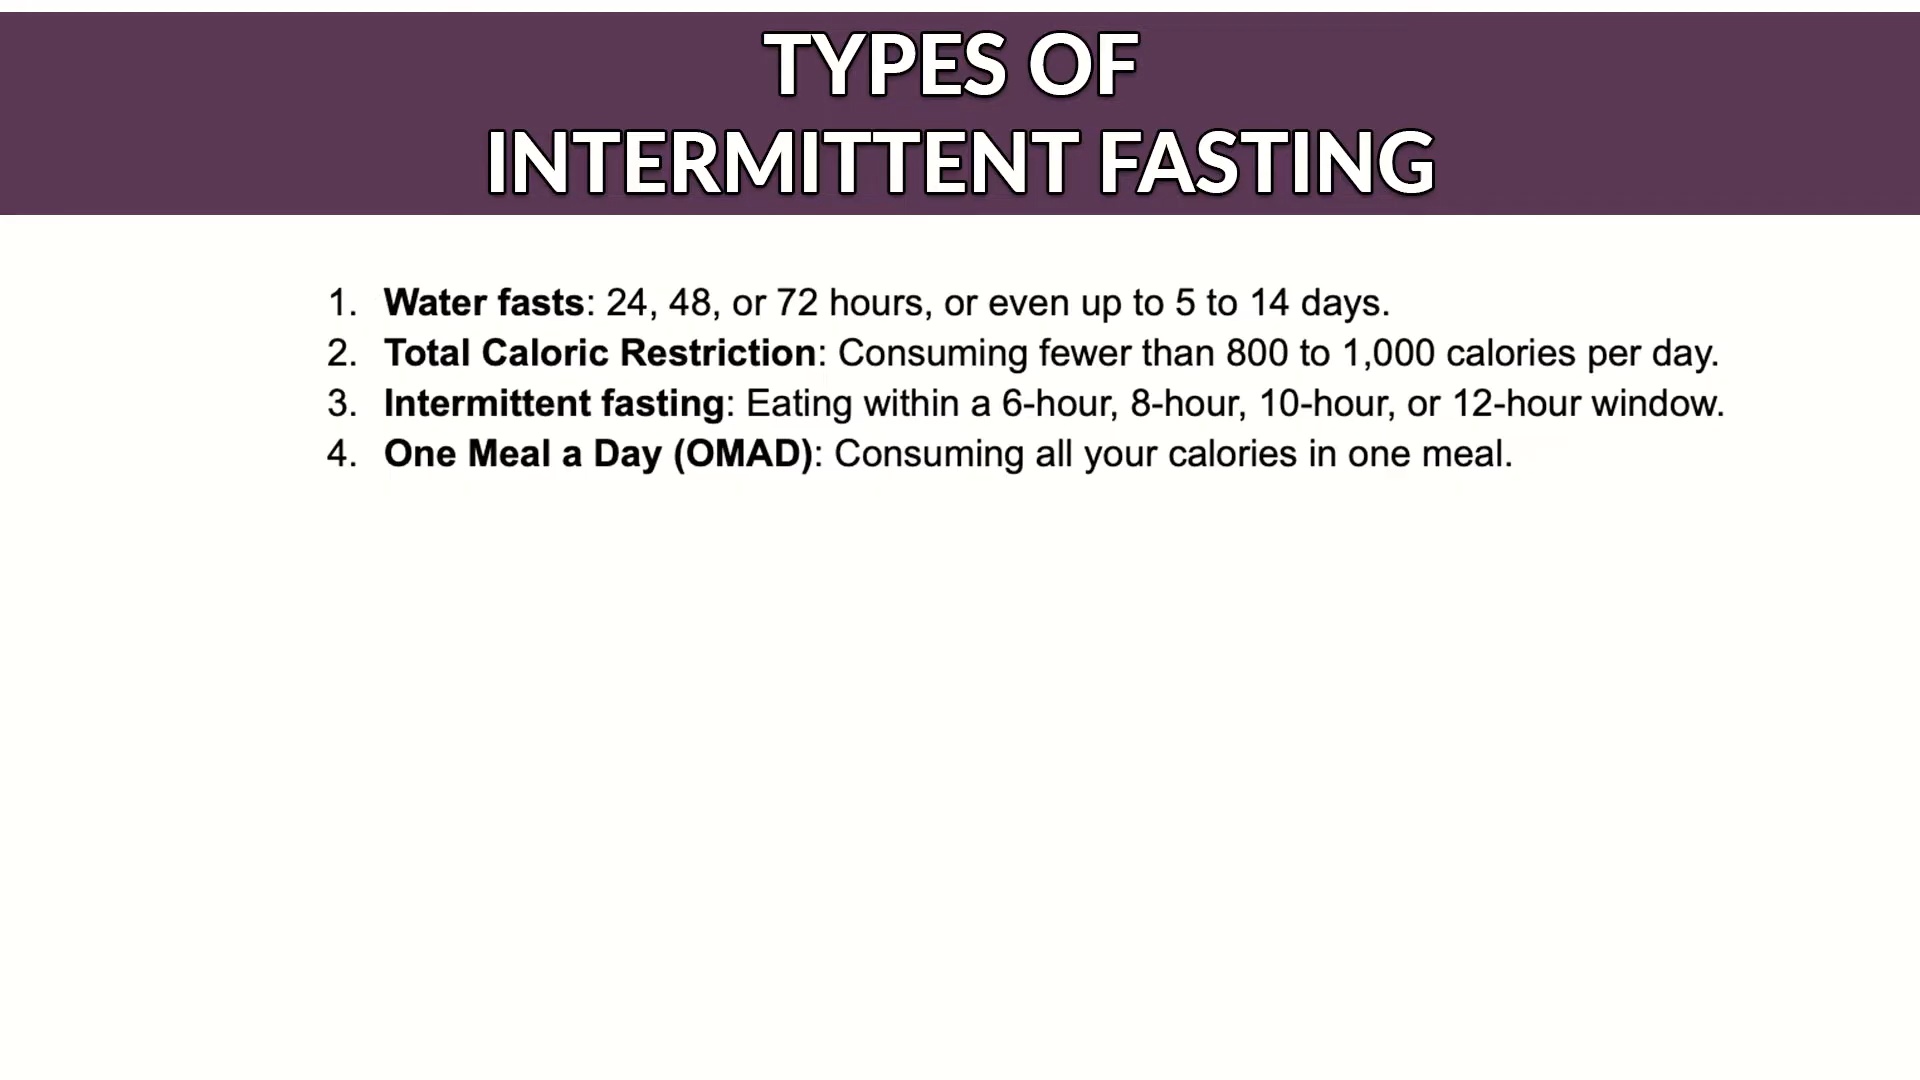 TYPES OF
INTERMITTENT FASTING
1. Water fasts: 24, 48, or 72 hours, or even up to 5 to 14 days.
2. Total Caloric Restriction: Consuming fewer than 800 to 1,000 calories per day.
3. Intermittent fasting: Eating within a 6-hour, 8-hour, 10-hour, or 12-hour window.
4. One Meal a Day (OMAD): Consuming all your calories in one meal.